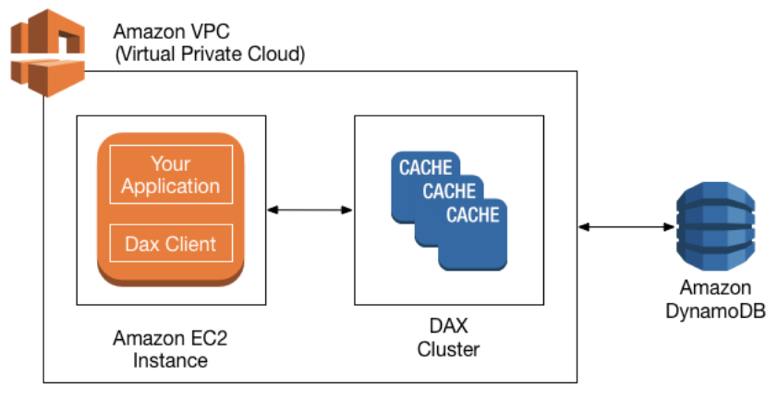 Amazon VPC
(Virtual Private Cloud)
Your
Application
Dax Client
CACHE
CACHE
CACHE
Amazon EC2
Instance
DAX
Cluster
Amazon
DynamoDB